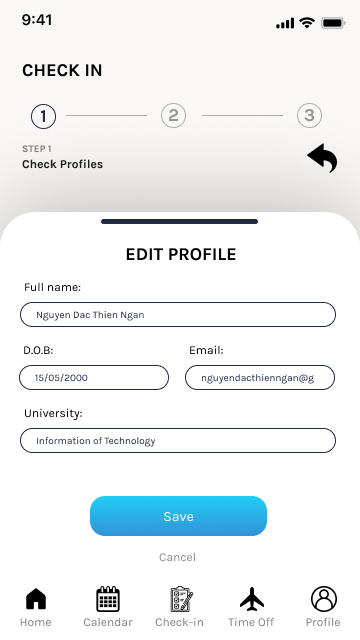 9:41
CHECK IN
1 2 3
STEP 1
Check Profiles
EDIT PROFILE
Full name:
Nguyen Dac Thien Ngan
D.O.B: Email:
15/05/2000 nguyendacthienngan@g
University:
Information of Technology
Save
Cancel
Home Calendar Check-in Time Off Profile